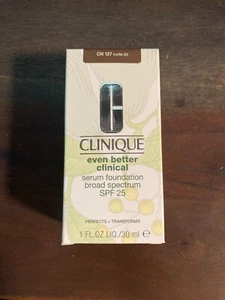 CN 127 truffle (D)
CLINIQUE
even better
clinical
serum foundation
broad spectrum
SPF 25
PERFECTS + TRANSFORMS
1 FL.OZ.LIQ./30 ml e